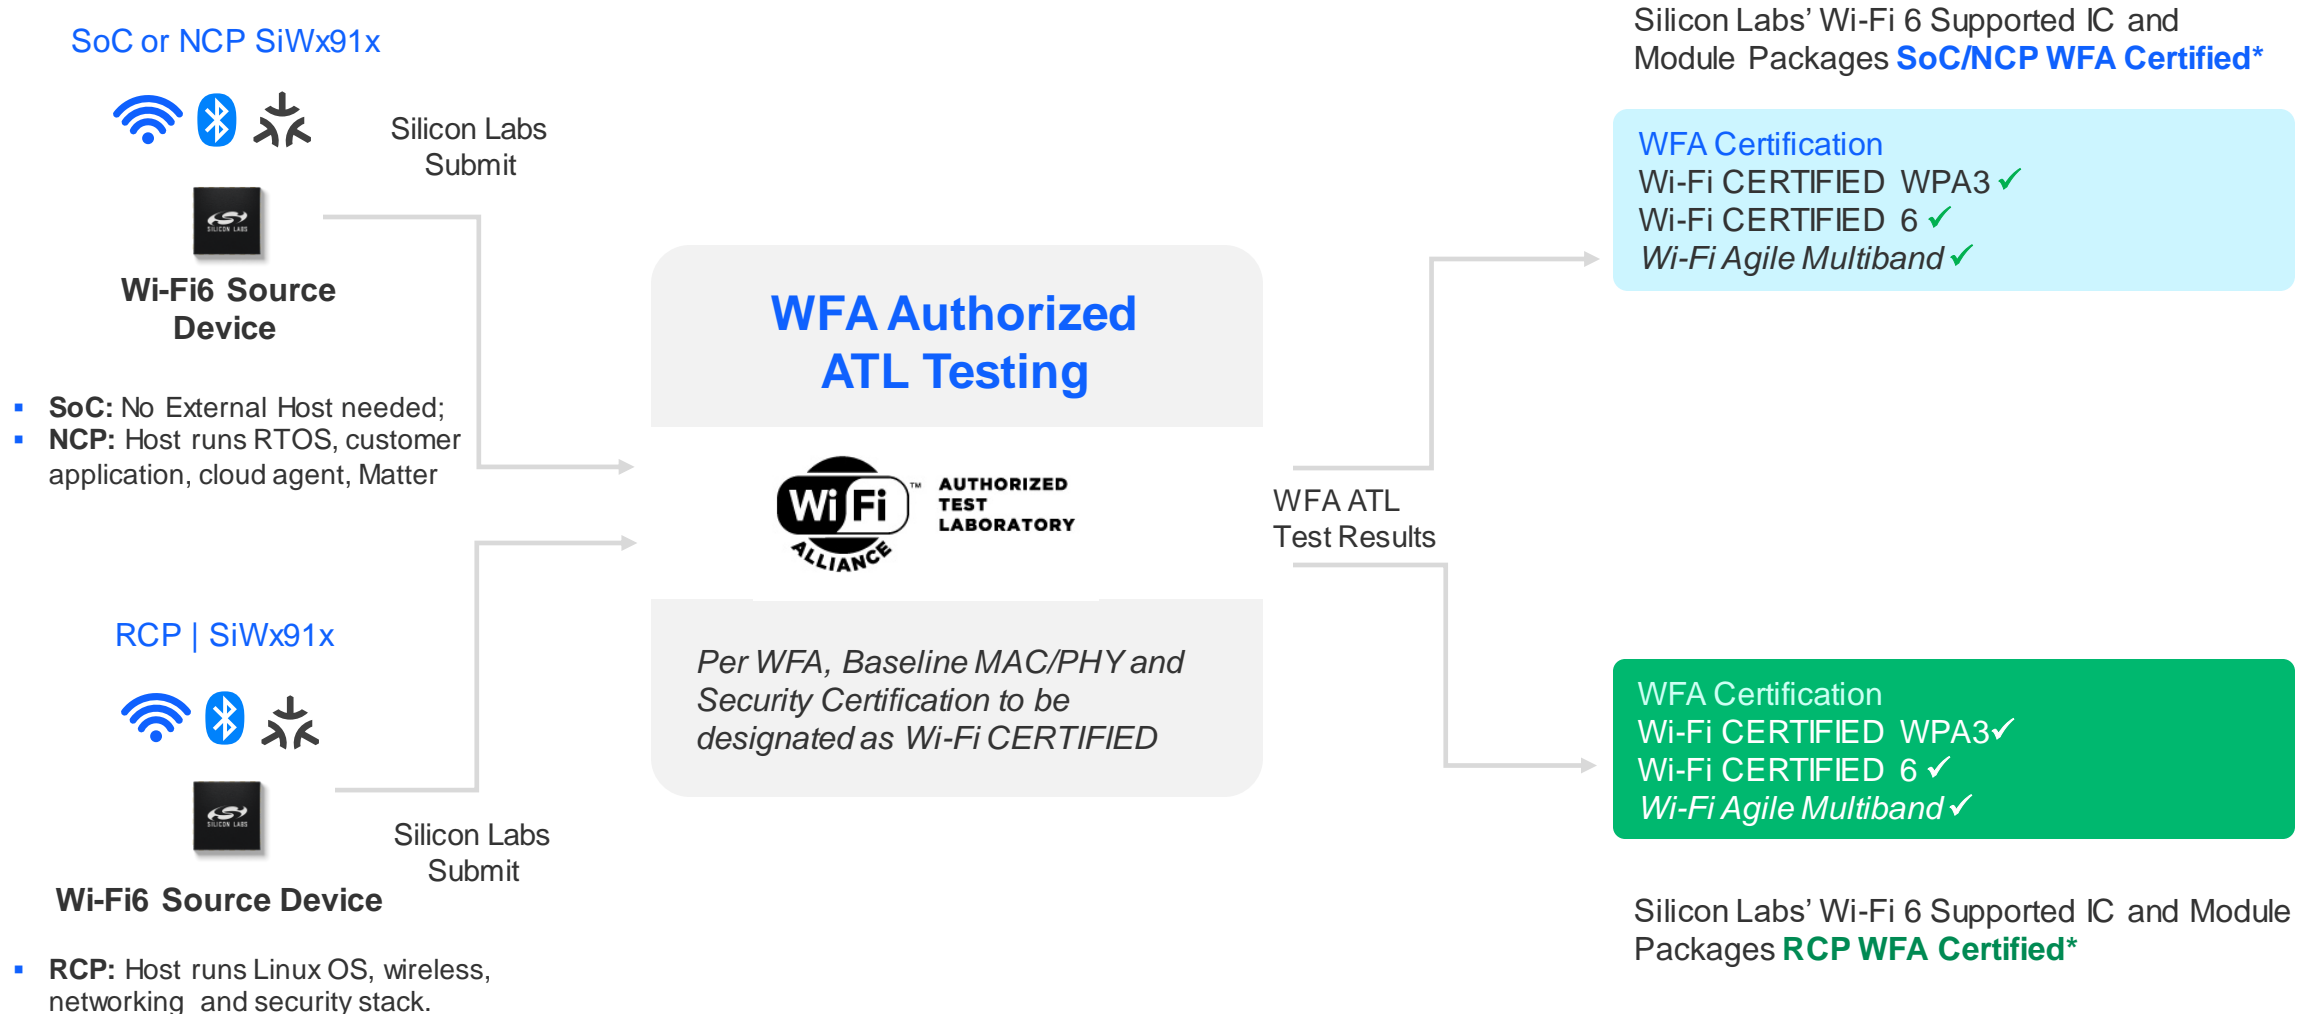 SoC or NCP SiWx91x
Silicon Labs
Submit
SILICON LABS
Wi-Fi6 Source
Device
▪ SoC: No External Host needed;
▪ NCP: Host runs RTOS, customer
application, cloud agent, Matter
RCP | SiWx91x
SILICON LABS
Silicon Labs
Submit
Wi-Fi6 Source Device
▪ RCP: Host runs Linux OS, wireless,
networking and security stack.
WFA Authorized
ATL Testing
Wi Fi ™
ALLIANCE
AUTHORIZED
TEST
LABORATORY
Per WFA, Baseline MAC/PHY and
Security Certification to be
designated as Wi-Fi CERTIFIED
WFA ATL
Test Results
Silicon Labs’ Wi-Fi 6 Supported IC and
Module Packages SoC/NCP WFA Certified*
WFA Certification
Wi-Fi CERTIFIED WPA3 ✓
Wi-Fi CERTIFIED 6 ✓
Wi-Fi Agile Multiband ✓
WFA Certification
Wi-Fi CERTIFIED WPA3 ✓
Wi-Fi CERTIFIED 6 ✓
Wi-Fi Agile Multiband ✓
Silicon Labs’ Wi-Fi 6 Supported IC and Module
Packages RCP WFA Certified*